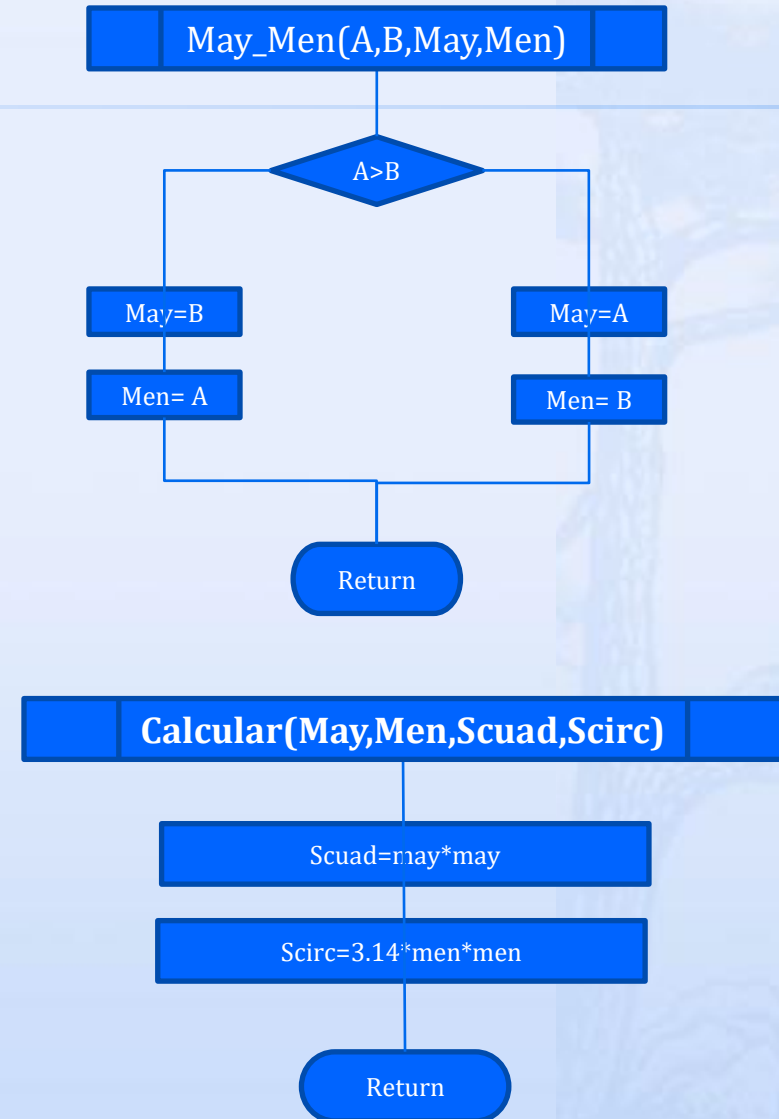 May_Men(A,B,May,Men)
A>B
May=B
May=A
Men= A
Men= B
Return
Calcular(May,Men,Scuad,Scirc)
Scuad=may*may
Scirc=3.14*men*men
Return